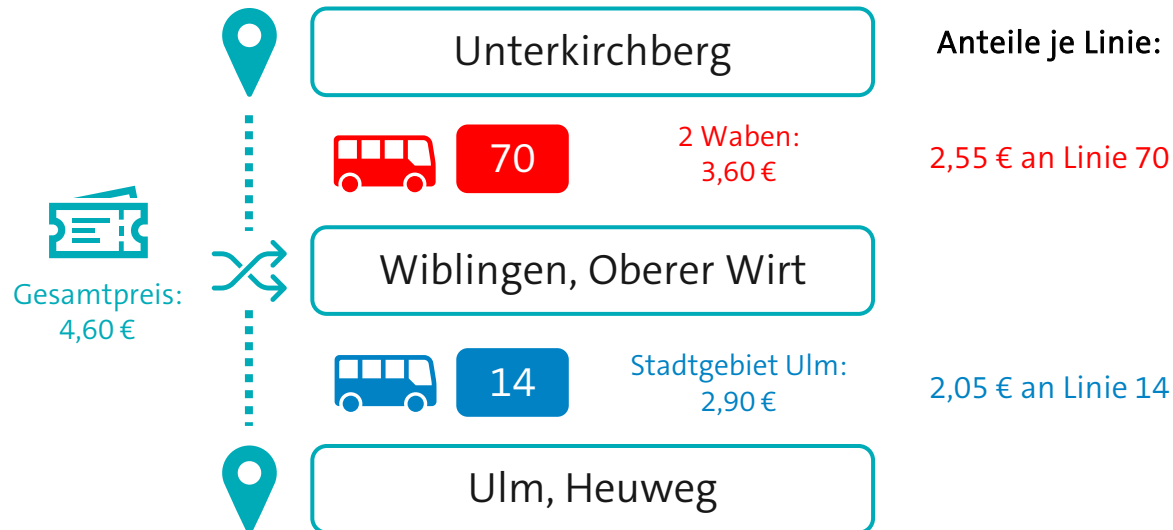 Unterkirchberg
Anteile je Linie:
70
2 Waben:
3,60 €
2,55 € an Linie 70
Gesamtpreis:
4,60 €
Wiblingen, Oberer Wirt
14
Stadtgebiet Ulm:
2,90 €
2,05 € an Linie 14
Ulm, Heuweg